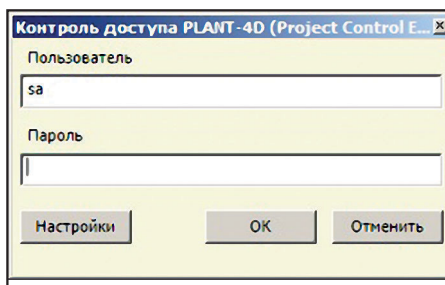 Контроль доступа PLANT-4D (Project Control E...
Пользователь
sa
Пароль
Настройки OK Отменить